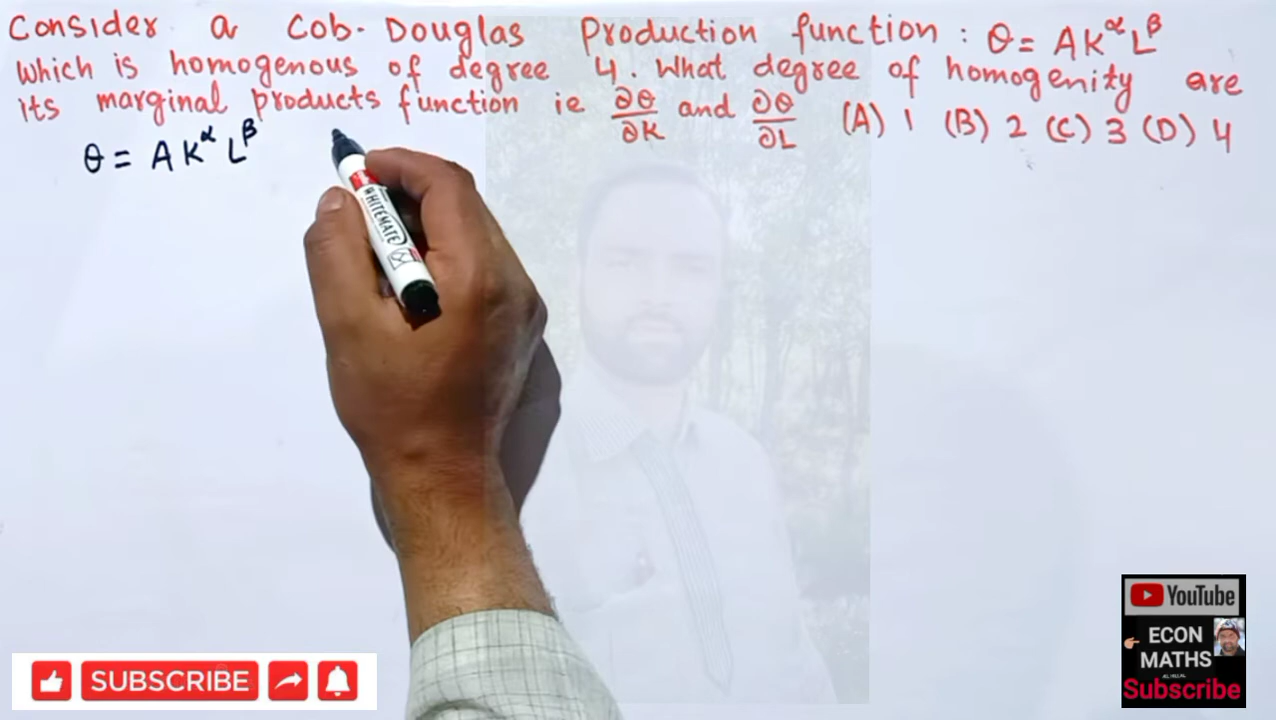 Consider a Cob-Douglas Production function : θ = AK^α L^β
Which is homogenous of degree 4. What degree of homogenity are
its marginal products function ie ∂θ/∂K and ∂θ/∂L (A) 1 (B) 2 (C) 3 (D) 4
θ = AK^α L^β
WHITEMATE
YouTube
ECON
MATHS
Subscribe
SUBSCRIBE